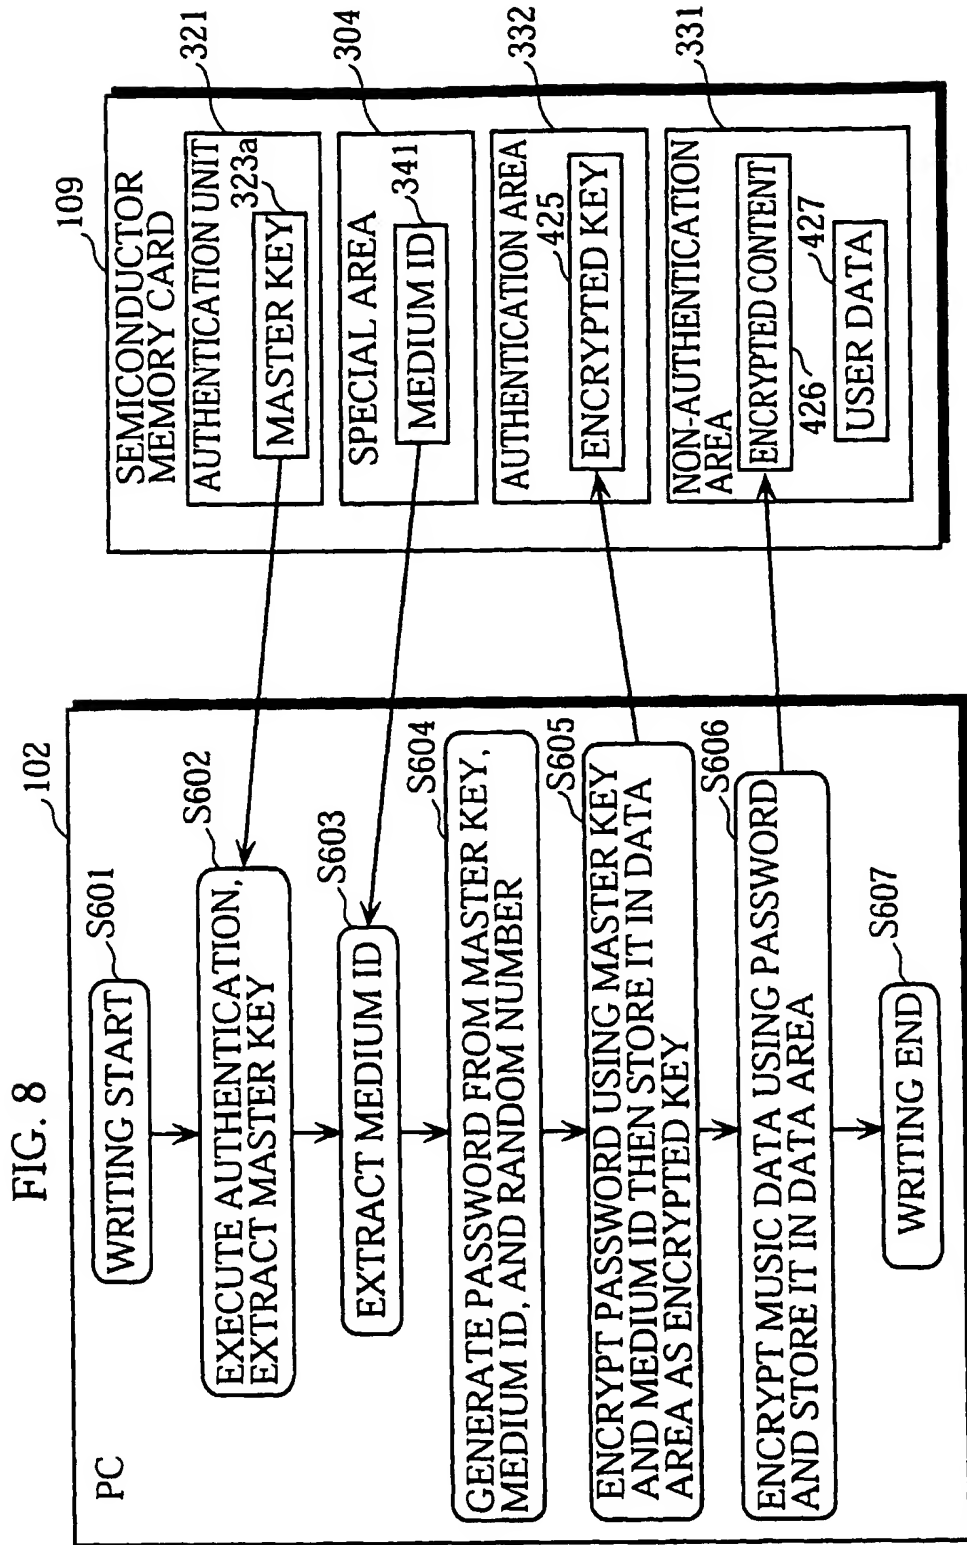 FIG. 8
PC
102
WRITING START
S601
EXECUTE AUTHENTICATION,
EXTRACT MASTER KEY
S602
EXTRACT MEDIUM ID
S603
GENERATE PASSWORD FROM MASTER KEY,
MEDIUM ID, AND RANDOM NUMBER
S604
ENCRYPT PASSWORD USING MASTER KEY
AND MEDIUM ID THEN STORE IT IN DATA
AREA AS ENCRYPTED KEY
S605
ENCRYPT MUSIC DATA USING PASSWORD
AND STORE IT IN DATA AREA
S606
WRITING END
S607
109
SEMICONDUCTOR
MEMORY CARD
AUTHENTICATION UNIT
321
323a
MASTER KEY
SPECIAL AREA
304
341
MEDIUM ID
AUTHENTICATION AREA
332
425
ENCRYPTED KEY
NON-AUTHENTICATION
AREA
331
ENCRYPTED CONTENT
426
427
USER DATA